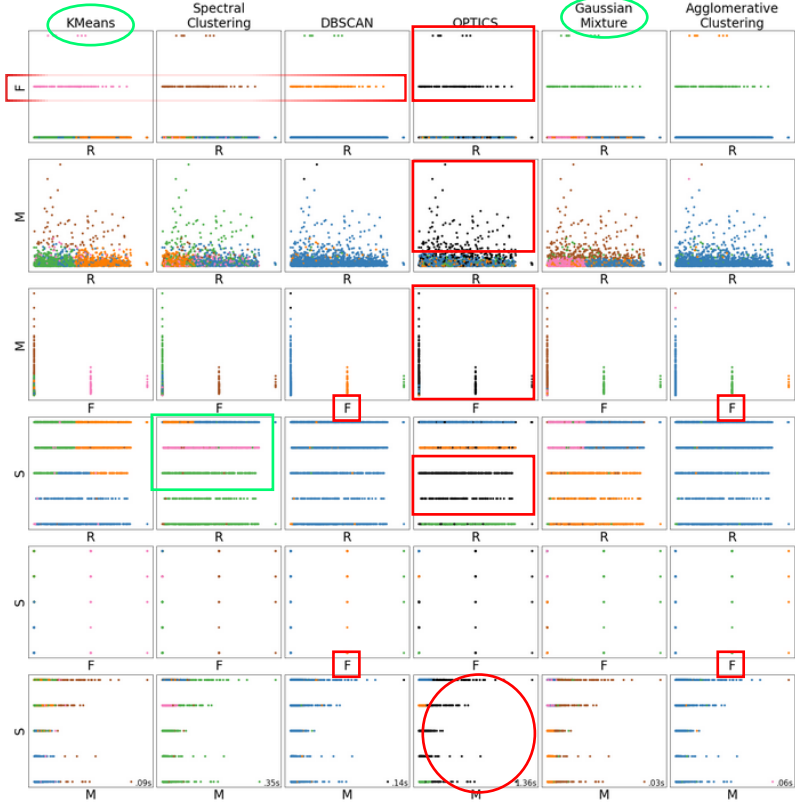 KMeans
Spectral
Clustering
DBSCAN
OPTICS
Gaussian
Mixture
Agglomerative
Clustering
F
R
R
R
R
R
R
M
R
R
R
R
R
R
M
F
F
F
F
F
F
S
R
R
R
R
R
R
S
F
F
F
F
F
F
S
.09s
.35s
.14s
1.36s
.03s
.06s
M
M
M
M
M
M